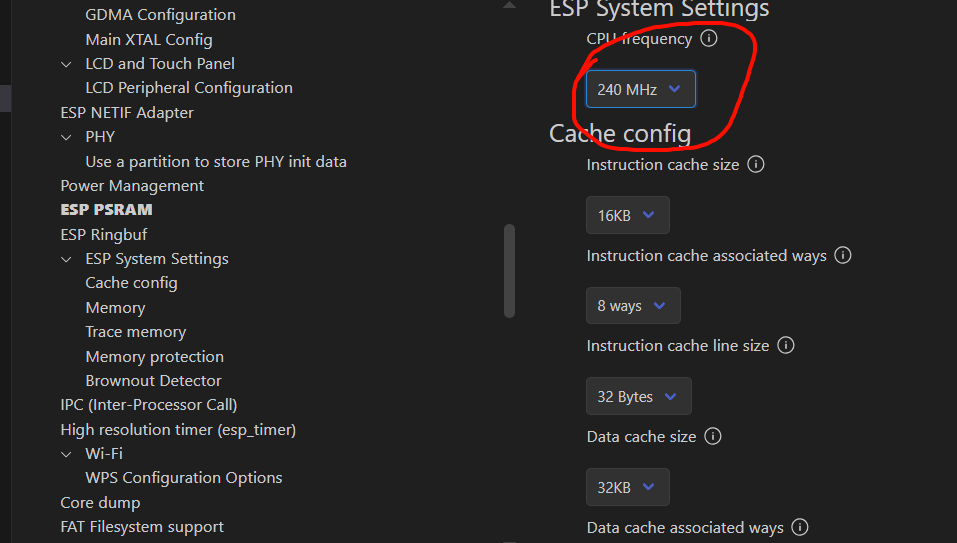 GDMA Configuration
Main XTAL Config
LCD and Touch Panel
LCD Peripheral Configuration
ESP NETIF Adapter
PHY
Use a partition to store PHY init data
Power Management
ESP PSRAM
ESP Ringbuf
ESP System Settings
Cache config
Memory
Trace memory
Memory protection
Brownout Detector
IPC (Inter-Processor Call)
High resolution timer (esp_timer)
Wi-Fi
WPS Configuration Options
Core dump
FAT Filesystem support
ESP System Settings
CPU frequency
240 MHz
Cache config
Instruction cache size
16KB
Instruction cache associated ways
8 ways
Instruction cache line size
32 Bytes
Data cache size
32KB
Data cache associated ways